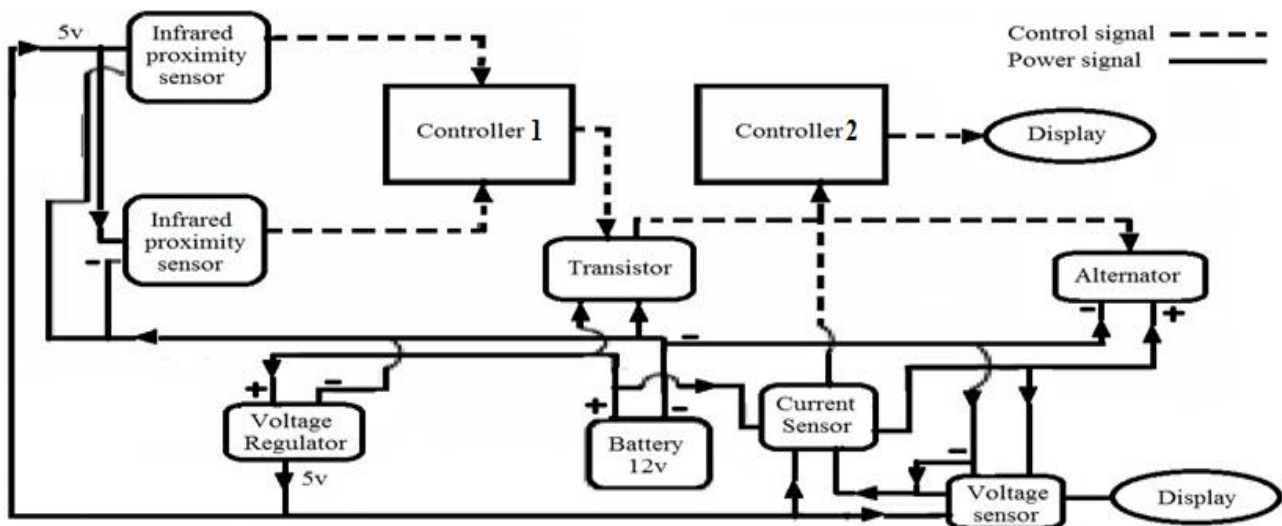 5v
Infrared
proximity
sensor
Control signal
Power signal
Controller 1
Controller 2
Display
Infrared
proximity
sensor
-
Transistor
Alternator
-
+
-
+
-
Voltage
Regulator
+
-
Battery
12v
Current
Sensor
-
5v
Voltage
sensor
Display